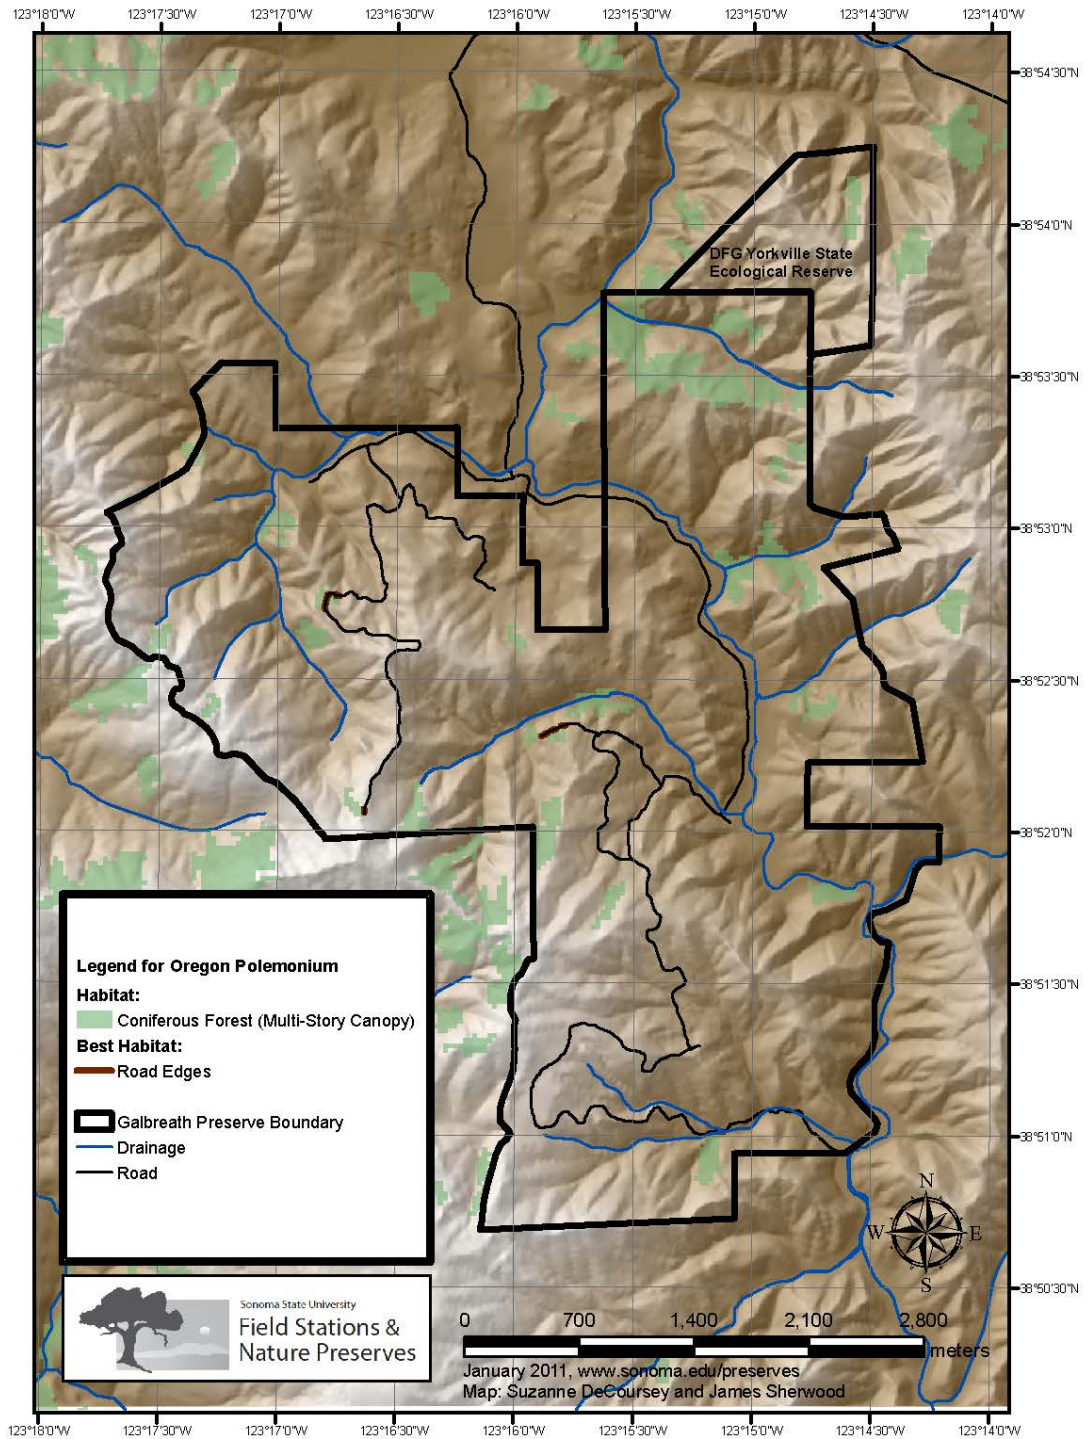 123°18'0"W 123°17'30"W 123°17'0"W 123°16'30"W 123°16'0"W 123°15'30"W 123°15'0"W 123°14'30"W 123°14'0"W
38°54'30"N
38°54'0"N
DFG Yorkville State
Ecological Reserve
38°53'30"N
38°53'0"N
38°52'30"N
38°52'0"N
Legend for Oregon Polemonium
Habitat:
Coniferous Forest (Multi-Story Canopy)
Best Habitat:
Road Edges
Galbreath Preserve Boundary
Drainage
Road
38°51'30"N
38°51'0"N
N
W E
S
38°50'30"N
Sonoma State University
Field Stations &
Nature Preserves
0 700 1,400 2,100 2,800
meters
January 2011, www.sonoma.edu/preserves
Map: Suzanne DeCoursey and James Sherwood
123°18'0"W 123°17'30"W 123°17'0"W 123°16'30"W 123°16'0"W 123°15'30"W 123°15'0"W 123°14'30"W 123°14'0"W